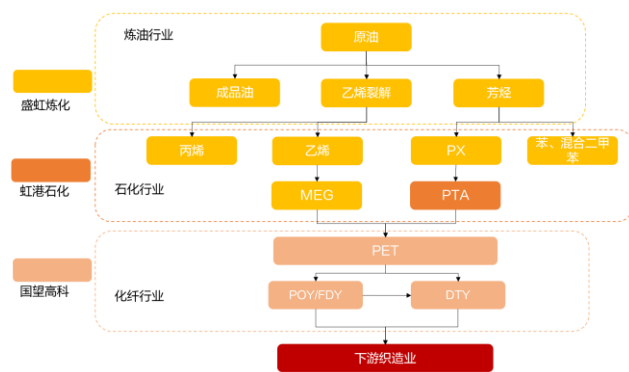 炼油行业
原油
盛虹炼化
成品油
乙烯裂解
芳烃
丙烯
乙烯
PX
苯、混合二甲
苯
虹港石化
石化行业
MEG
PTA
PET
国望高科
化纤行业
POY/FDY
DTY
下游织造业